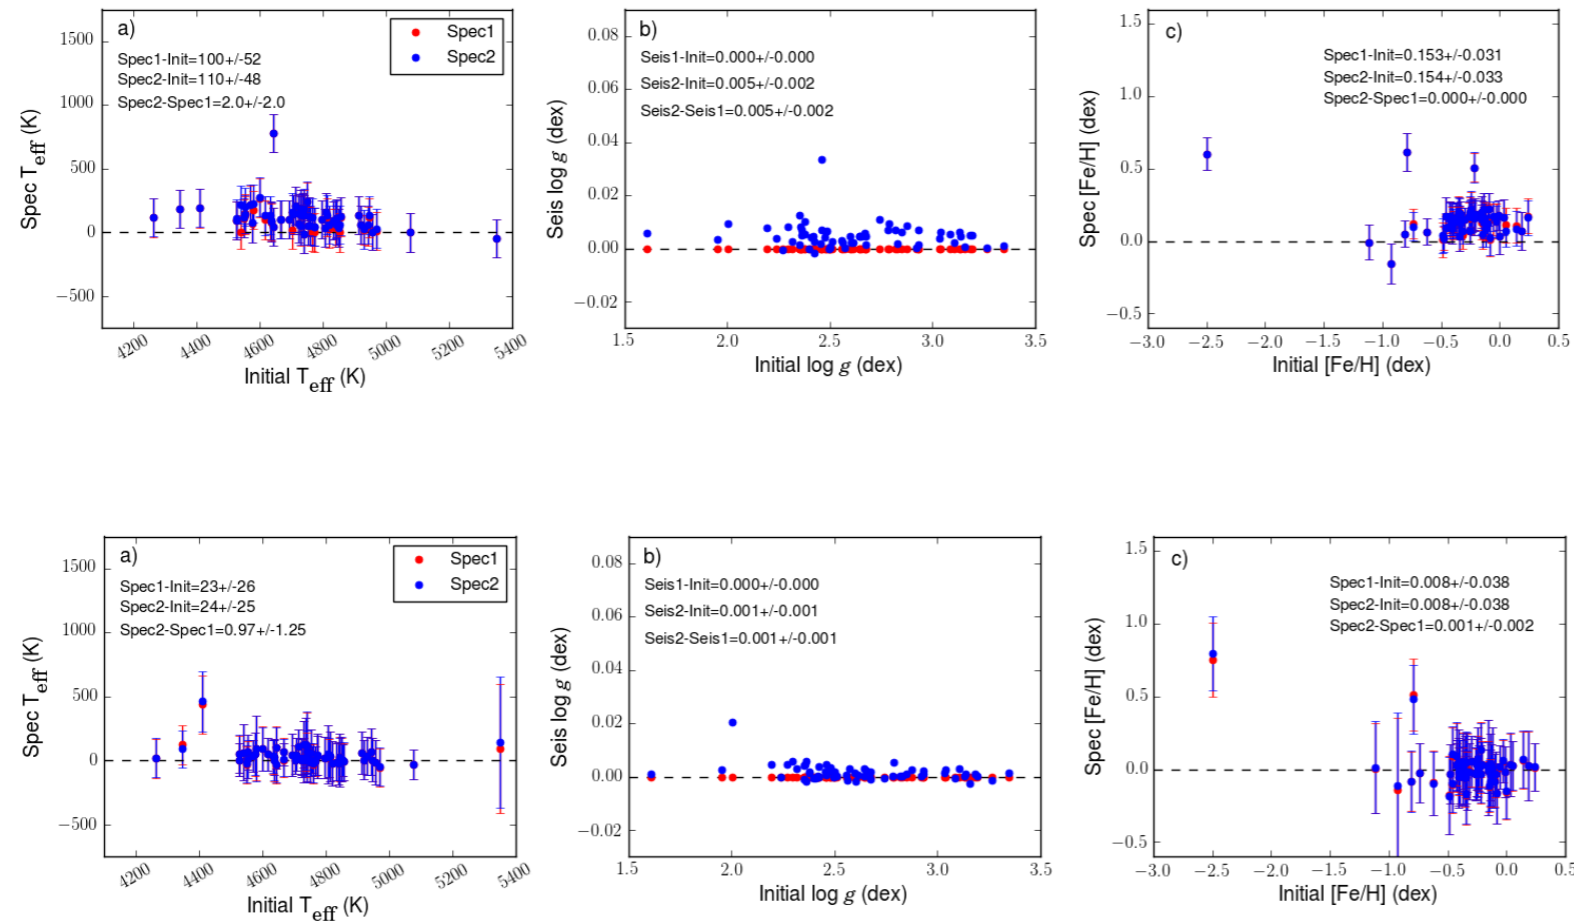 a)
Spec1
Spec2
Spec1-Init=100+/-52
Spec2-Init=110+/-48
Spec2-Spec1=2.0+/-2.0
1500
1000
500
0
−500
Spec Teff (K)
4200 4400 4600 4800 5000 5200 5400
Initial Teff (K)
b)
Seis1-Init=0.000+/-0.000
Seis2-Init=0.005+/-0.002
Seis2-Seis1=0.005+/-0.002
0.08
0.06
0.04
0.02
0.00
−0.02
Seis log g (dex)
1.5 2.0 2.5 3.0 3.5
Initial log g (dex)
c)
Spec1-Init=0.153+/-0.031
Spec2-Init=0.154+/-0.033
Spec2-Spec1=0.000+/-0.000
1.5
1.0
0.5
0.0
−0.5
Spec [Fe/H] (dex)
−3.0 −2.5 −2.0 −1.5 −1.0 −0.5 0.0 0.5
Initial [Fe/H] (dex)
a)
Spec1
Spec2
Spec1-Init=23+/-26
Spec2-Init=24+/-25
Spec2-Spec1=0.97+/-1.25
1500
1000
500
0
−500
Spec Teff (K)
4200 4400 4600 4800 5000 5200 5400
Initial Teff (K)
b)
Seis1-Init=0.000+/-0.000
Seis2-Init=0.001+/-0.001
Seis2-Seis1=0.001+/-0.001
0.08
0.06
0.04
0.02
0.00
−0.02
Seis log g (dex)
1.5 2.0 2.5 3.0 3.5
Initial log g (dex)
c)
Spec1-Init=0.008+/-0.038
Spec2-Init=0.008+/-0.038
Spec2-Spec1=0.001+/-0.002
1.5
1.0
0.5
0.0
−0.5
Spec [Fe/H] (dex)
−3.0 −2.5 −2.0 −1.5 −1.0 −0.5 0.0 0.5
Initial [Fe/H] (dex)